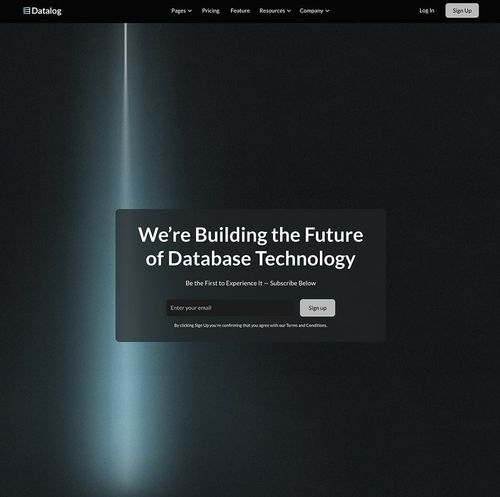 Datalog
Pages
Pricing
Feature
Resources
Company
Log In
Sign Up
We're Building the Future
of Database Technology
Be the First to Experience It — Subscribe Below
Enter your email
Sign up
By clicking Sign Up you're confirming that you agree with our Terms and Conditions.